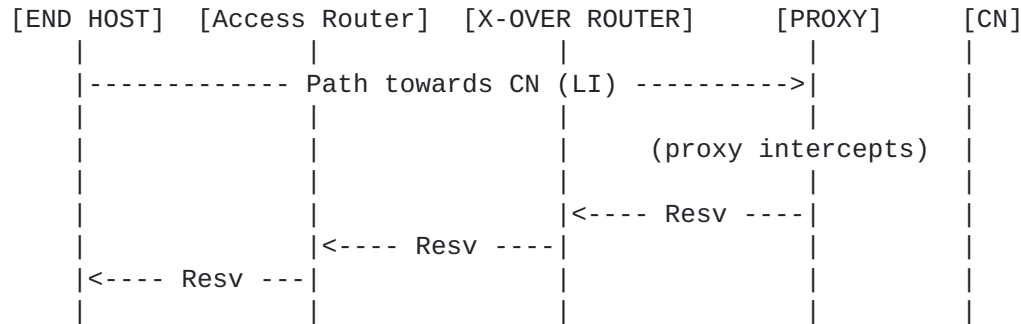 [END HOST] [Access Router] [X-OVER ROUTER] [PROXY] [CN]
Path towards CN (LI)
(proxy intercepts)
Resv
Resv
Resv